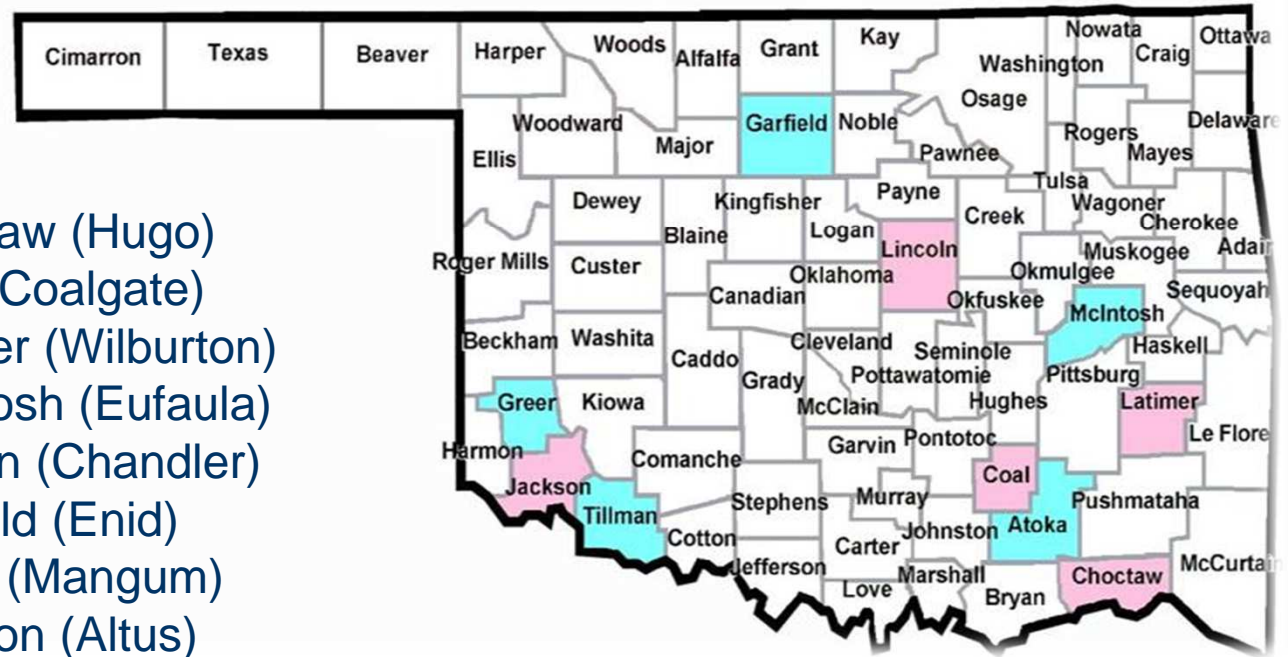 aw (Hugo)
Coalgate)
er (Wilburton)
osh (Eufaula)
n (Chandler)
ld (Enid)
(Mangum)
on (Altus)
Cimarron
Texas
Beaver
Harper
Woods
Alfalfa
Grant
Kay
Nowata
Craig
Ottawa
Washington
Osage
Woodward
Garfield
Noble
Rogers
Delaware
Ellis
Major
Pawnee
Mayes
Tulsa
Dewey
Kingfisher
Payne
Wagoner
Creek
Cherokee
Blaine
Logan
Lincoln
Muskogee
Adair
Roger Mills
Custer
Oklahoma
Okmulgee
Canadian
Okfuskee
Sequoyah
McIntosh
Beckham
Washita
Cleveland
Haskell
Caddo
Seminole
Pottawatomie
Pittsburg
Grady
Greer
Kiowa
McClain
Hughes
Latimer
Le Flore
Harmon
Garvin
Pontotoc
Comanche
Coal
Jackson
Stephens
Murray
Pushmataha
Tillman
Johnston
Atoka
Cotton
Carter
Jefferson
Marshall
Choctaw
McCurtain
Love
Bryan